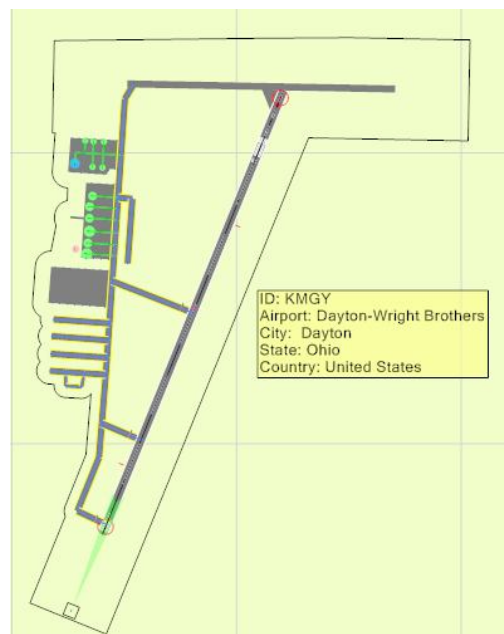 ID: KMGY
Airport: Dayton-Wright Brothers
City: Dayton
State: Ohio
Country: United States